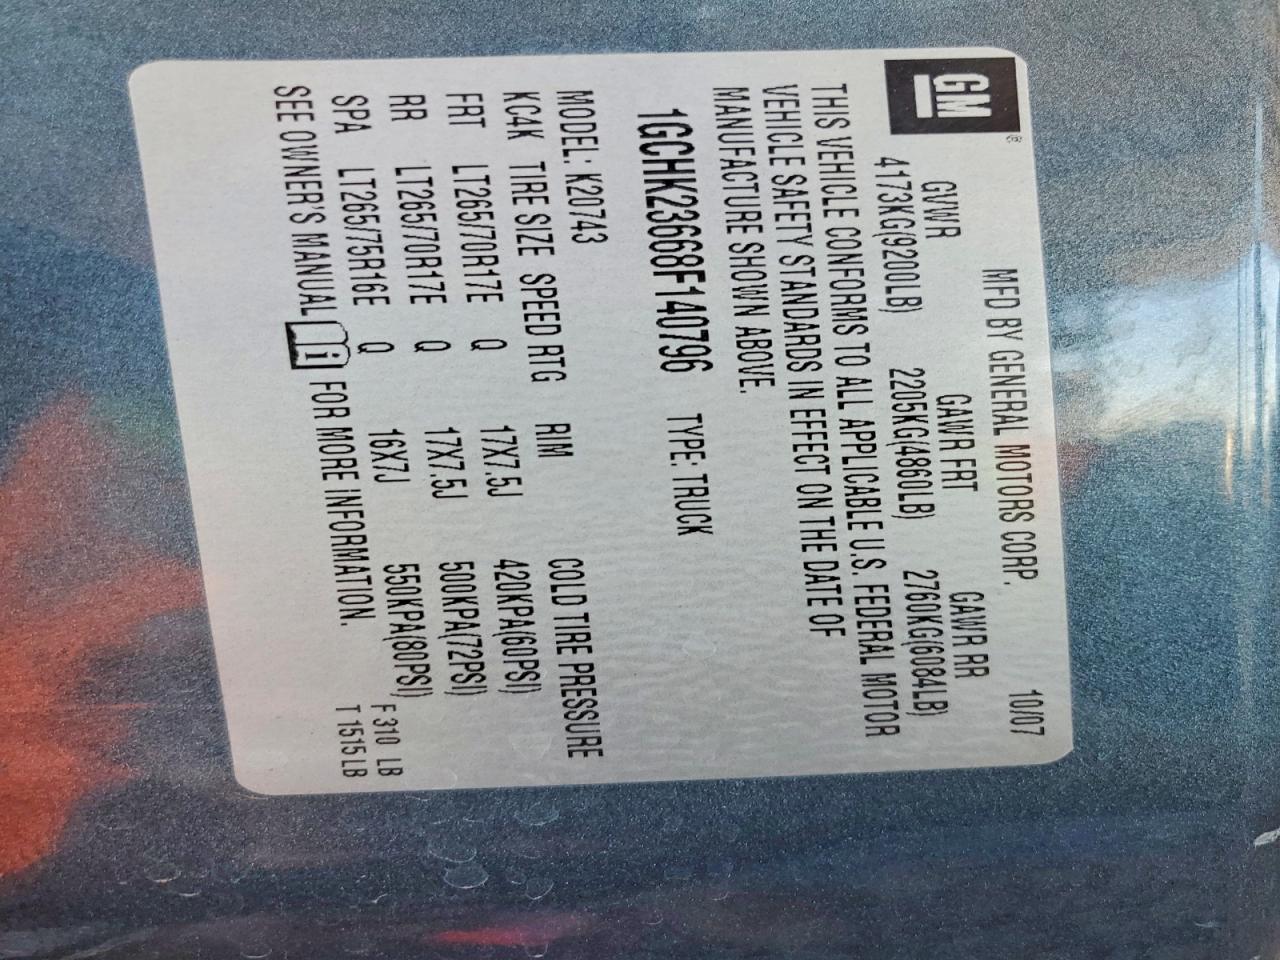 GM ®
MFD BY GENERAL MOTORS CORP. 10/07
GVWR GAWR FRT GAWR RR
4173KG(9200LB) 2205KG(4860LB) 2760KG(6084LB)
THIS VEHICLE CONFORMS TO ALL APPLICABLE U.S. FEDERAL MOTOR
VEHICLE SAFETY STANDARDS IN EFFECT ON THE DATE OF
MANUFACTURE SHOWN ABOVE.
1GCHK23668F140796 TYPE: TRUCK
MODEL: K20743
KC4K TIRE SIZE SPEED RTG RIM COLD TIRE PRESSURE
FRT LT265/70R17E Q 17X7.5J 420KPA(60PSI)
RR LT265/70R17E Q 17X7.5J 500KPA(72PSI)
SPA LT265/75R16E Q 16X7J 550KPA(80PSI)
SEE OWNER'S MANUAL i FOR MORE INFORMATION.
F 310 LB
T 1515 LB